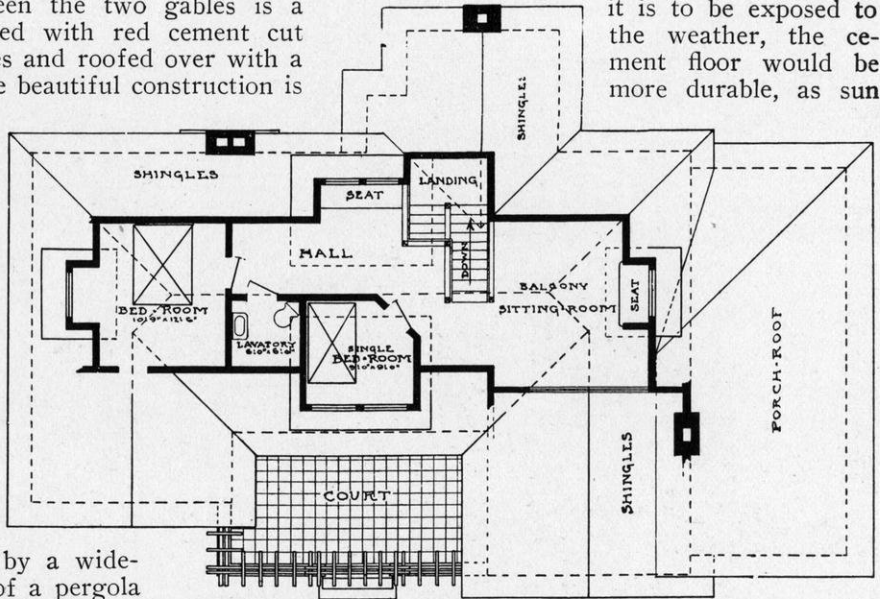 een the two gables is a
ed with red cement cut
es and roofed over with a
e beautiful construction is
it is to be exposed to
the weather, the ce-
ment floor would be
more durable, as sun
SHINGLES
SHINGLES
SEAT
LANDING
HALL
DOWN
BALCONY
SITTING ROOM
SEAT
BED-ROOM
LAVATORY
SINGLE
BED-ROOM
PORCH-ROOF
SHINGLES
COURT
by a wide-
of a pergola